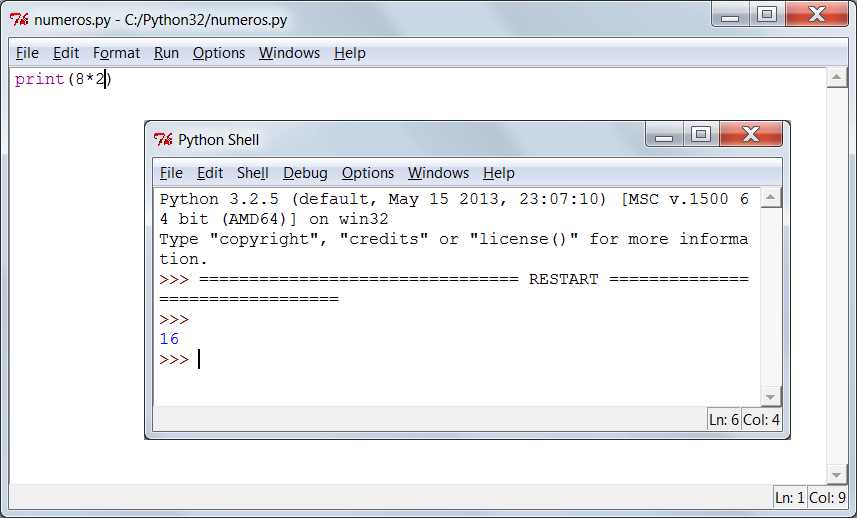 numeros.py - C:/Python32/numeros.py
File Edit Format Run Options Windows Help
print(8*2)
Python Shell
File Edit Shell Debug Options Windows Help
Python 3.2.5 (default, May 15 2013, 23:07:10) [MSC v.1500 6
4 bit (AMD64)] on win32
Type "copyright", "credits" or "license()" for more informa
tion.
>>> ================================ RESTART ==============
==================
>>>
16
>>>
Ln: 6 Col: 4
Ln: 1 Col: 9